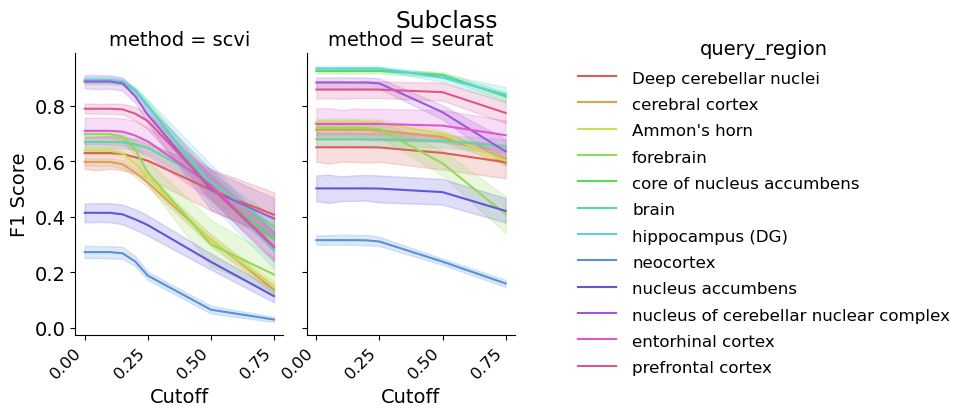 Subclass
method = scvi
method = seurat
F1 Score
0.8
0.6
0.4
0.2
0.0
0.00
0.25
0.50
0.75
0.00
0.25
0.50
0.75
Cutoff
Cutoff
query_region
Deep cerebellar nuclei
cerebral cortex
Ammon's horn
forebrain
core of nucleus accumbens
brain
hippocampus (DG)
neocortex
nucleus accumbens
nucleus of cerebellar nuclear complex
entorhinal cortex
prefrontal cortex